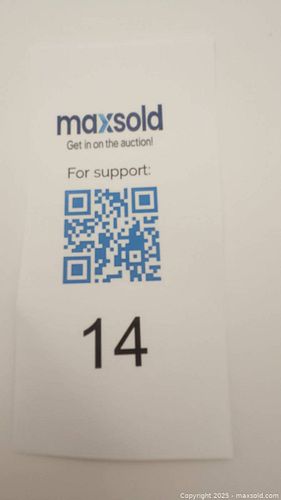 maxsold
Get in on the auction!
For support:
14
Copyright 2025 - maxsold.com